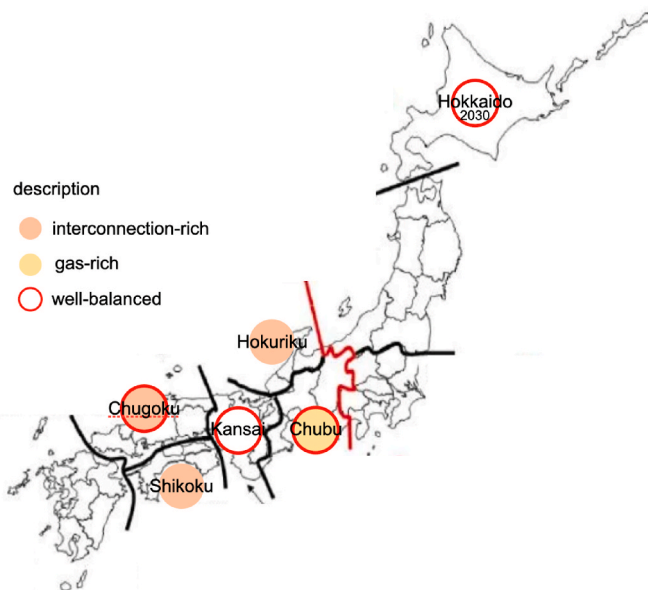 Hokkaido
2030
description
interconnection-rich
gas-rich
well-balanced
Hokuriku
Chugoku
Kansai
Chubu
Shikoku